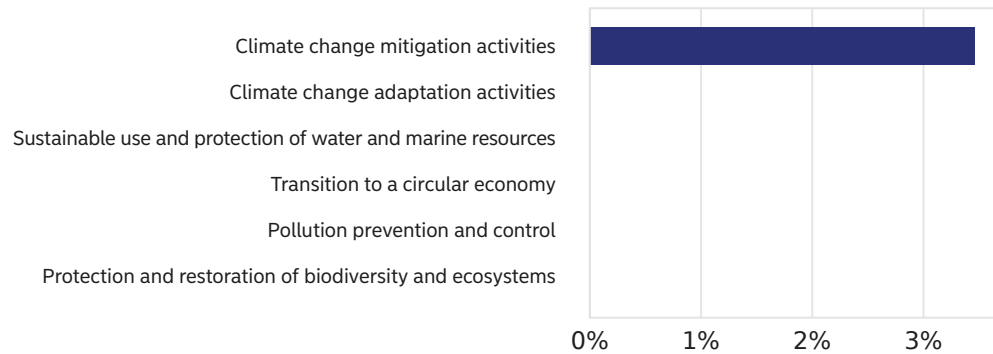 Climate change mitigation activities
Climate change adaptation activities
Sustainable use and protection of water and marine resources
Transition to a circular economy
Pollution prevention and control
Protection and restoration of biodiversity and ecosystems
0% 1% 2% 3%